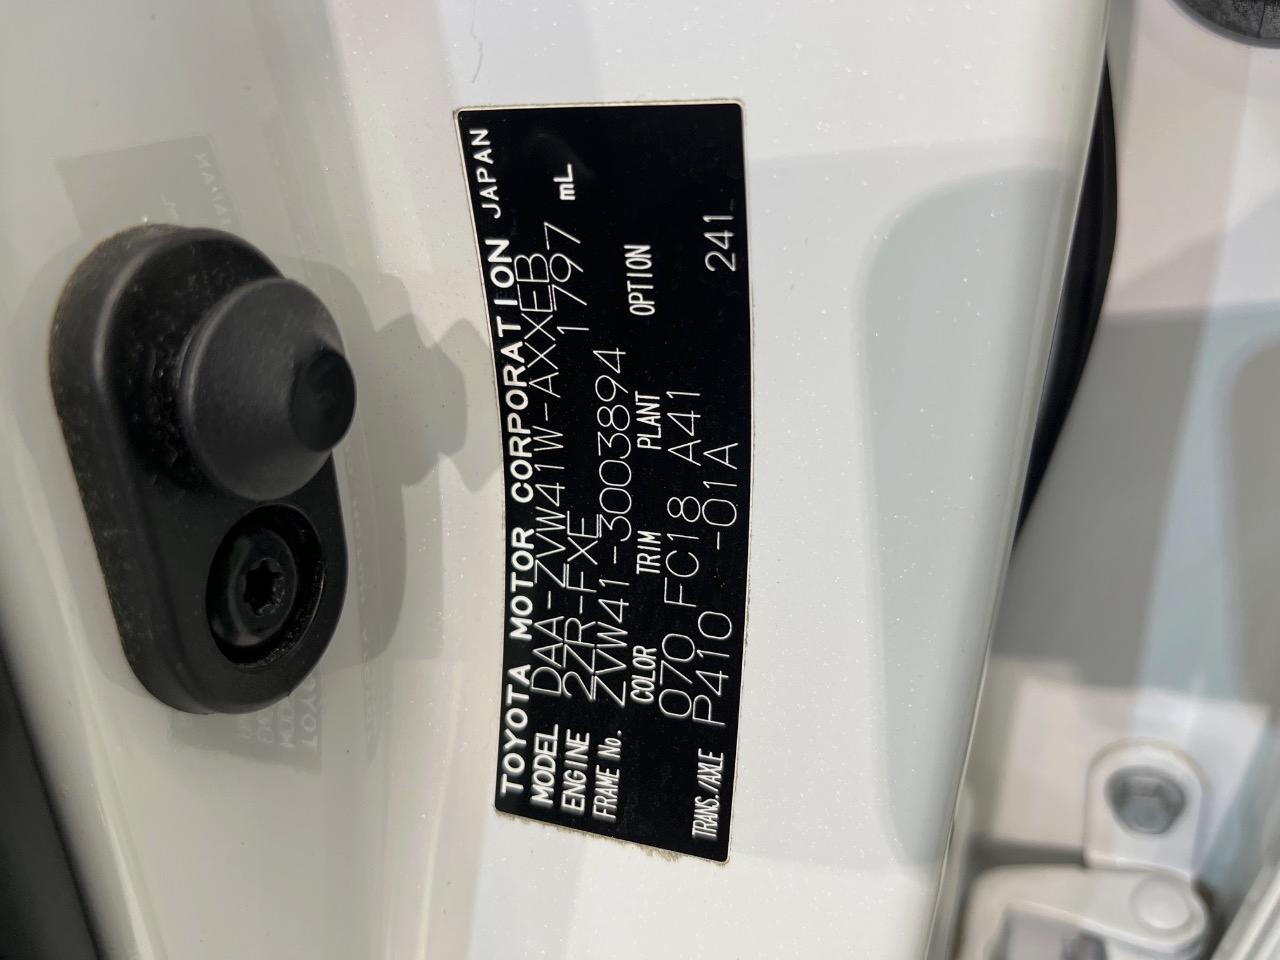 TOYOTA MOTOR CORPORATION JAPAN
MODEL DAA-ZVW41W-AXXEB
ENGINE 2ZR-FXE 1797 mL
FRAME No. ZVW41-3003894
COLOR TRIM PLANT OPTION
070 FC18 A41
TRANS./AXLE P410 -01A 241